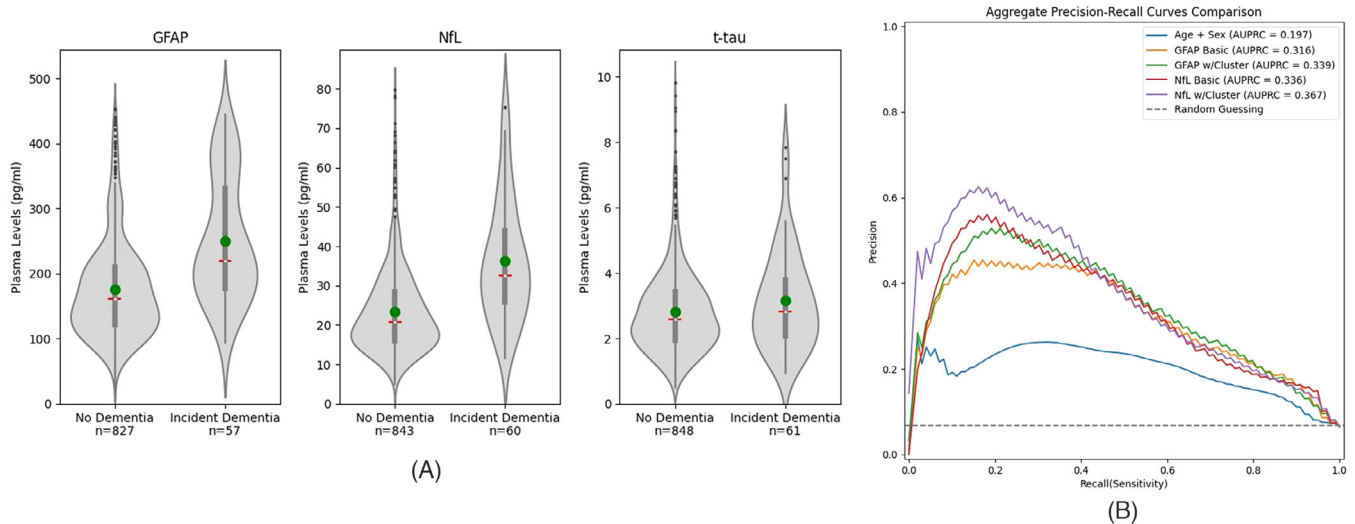 GFAP
Plasma Levels (pg/ml)
500
400
300
200
100
0
No Dementia
n=827
Incident Dementia
n=57
NfL
Plasma Levels (pg/ml)
80
70
60
50
40
30
20
10
0
No Dementia
n=843
Incident Dementia
n=60
t-tau
Plasma Levels (pg/ml)
10
8
6
4
2
0
No Dementia
n=848
Incident Dementia
n=61
(A)
Aggregate Precision-Recall Curves Comparison
Age + Sex (AUPRC = 0.197)
GFAP Basic (AUPRC = 0.316)
GFAP w/Cluster (AUPRC = 0.339)
NfL Basic (AUPRC = 0.336)
NfL w/Cluster (AUPRC = 0.367)
Random Guessing
Precision
1.0
0.8
0.6
0.4
0.2
0.0
0.0 0.2 0.4 0.6 0.8 1.0
Recall(Sensitivity)
(B)